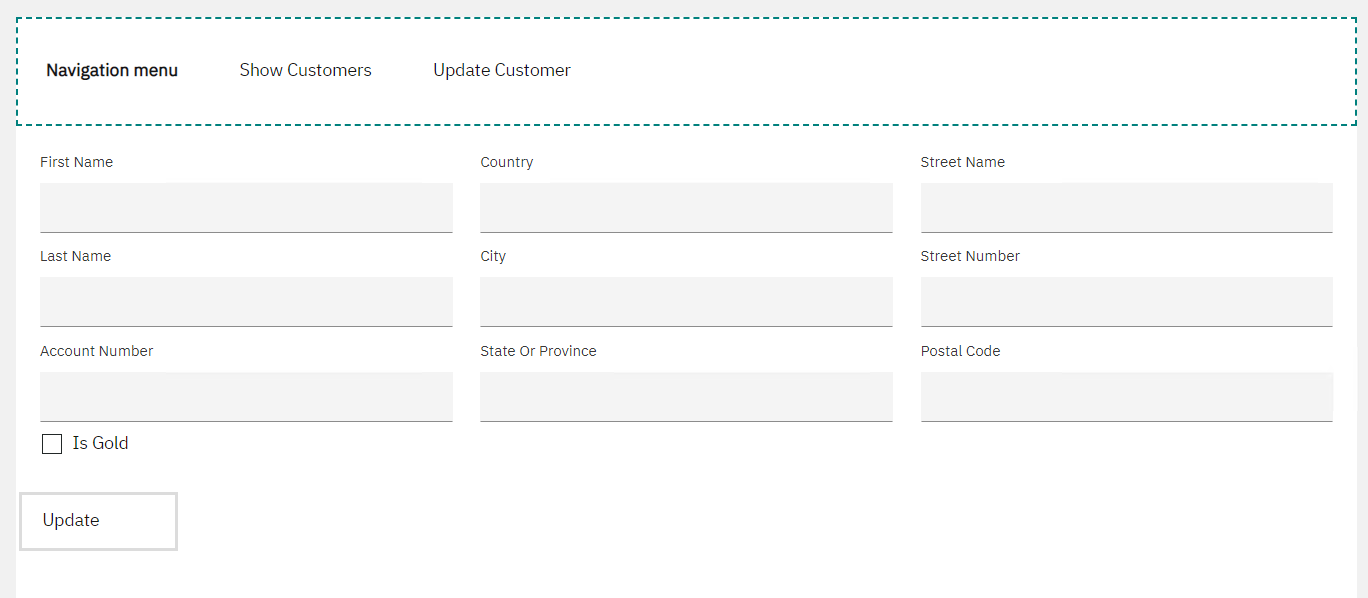 Navigation menu Show Customers Update Customer
First Name Country Street Name
Last Name City Street Number
Account Number State Or Province Postal Code
Is Gold
Update